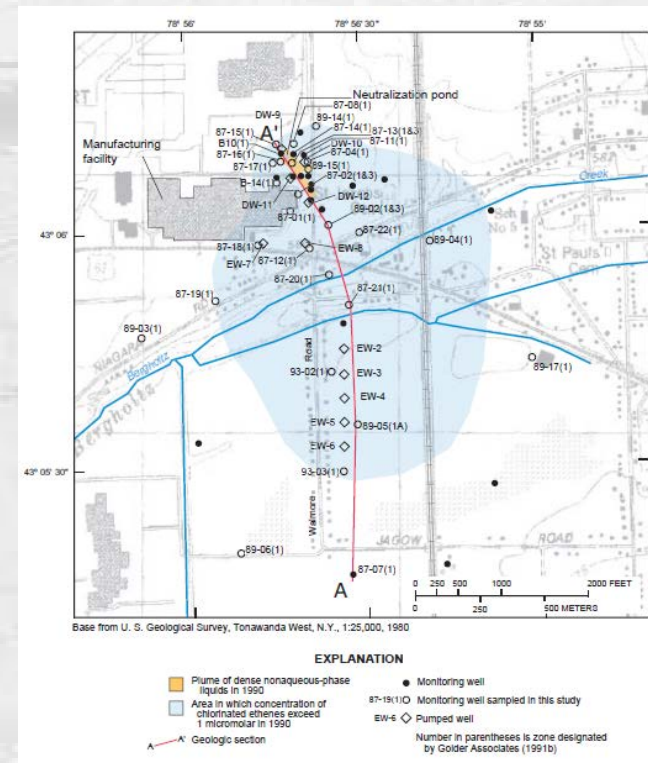 78° 56'
78° 56' 30"
78° 55'
Neutralization pond
DW-9
87-08(1)
89-14(1)
87-15(1)
A'
87-14(1)
87-13(1&3)
B10(1)
DW-10
87-11(1)
Manufacturing
facility
87-16(1)
87-04(1)
87-17(1)
89-15(1)
87-02(1&3)
B-14(1)
DW-11
DW-12
87-01(1)
89-02(1&3)
Creek
43° 06'
87-22(1)
89-04(1)
Sch
No 5
St Pauls
87-18(1)
EW-8
EW-7
87-12(1)
87-20(1)
87-19(1)
87-21(1)
89-03(1)
NIAGARA
RD
Bergholtz
Road
EW-2
89-17(1)
93-02(1)
EW-3
Bergholtz
EW-4
EW-5
89-05(1A)
EW-6
43° 05' 30"
93-03(1)
Walmore
JAGOW
ROAD
89-06(1)
87-07(1)
A
0 250 500 1000 2000 FEET
0 250 500 METERS
Base from U. S. Geological Survey, Tonawanda West, N.Y., 1:25,000, 1980
EXPLANATION
Plume of dense nonaqueous-phase
liquids in 1990
Area in which concentration of
chlorinated ethenes exceed
1 micromolar in 1990
A A' Geologic section
Monitoring well
87-19(1) Monitoring well sampled in this study
EW-6 Pumped well
Number in parentheses is zone designated
by Golder Associates (1991b)